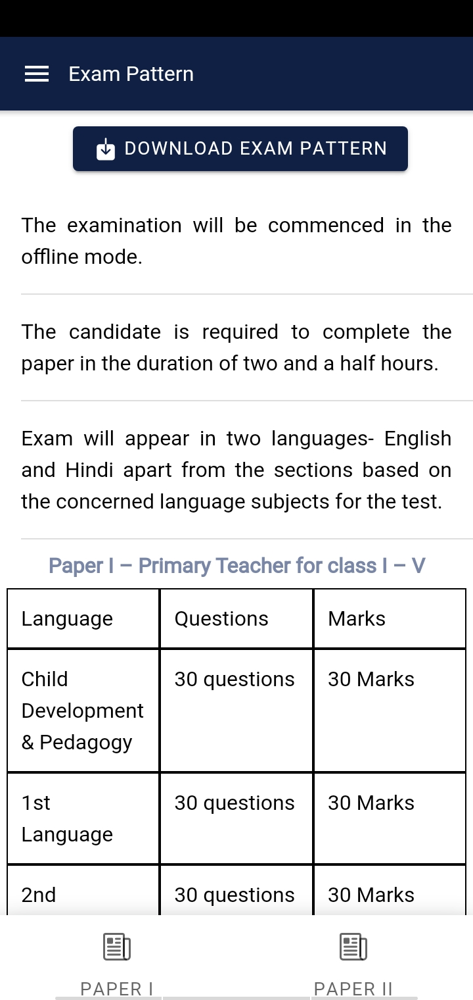 Exam Pattern
DOWNLOAD EXAM PATTERN
The examination will be commenced in the
offline mode.
The candidate is required to complete the
paper in the duration of two and a half hours.
Exam will appear in two languages- English
and Hindi apart from the sections based on
the concerned language subjects for the test.
Paper I – Primary Teacher for class I – V
Language Questions Marks
Child 30 questions 30 Marks
Development
& Pedagogy
1st 30 questions 30 Marks
Language
2nd 30 questions 30 Marks
PAPER I PAPER II